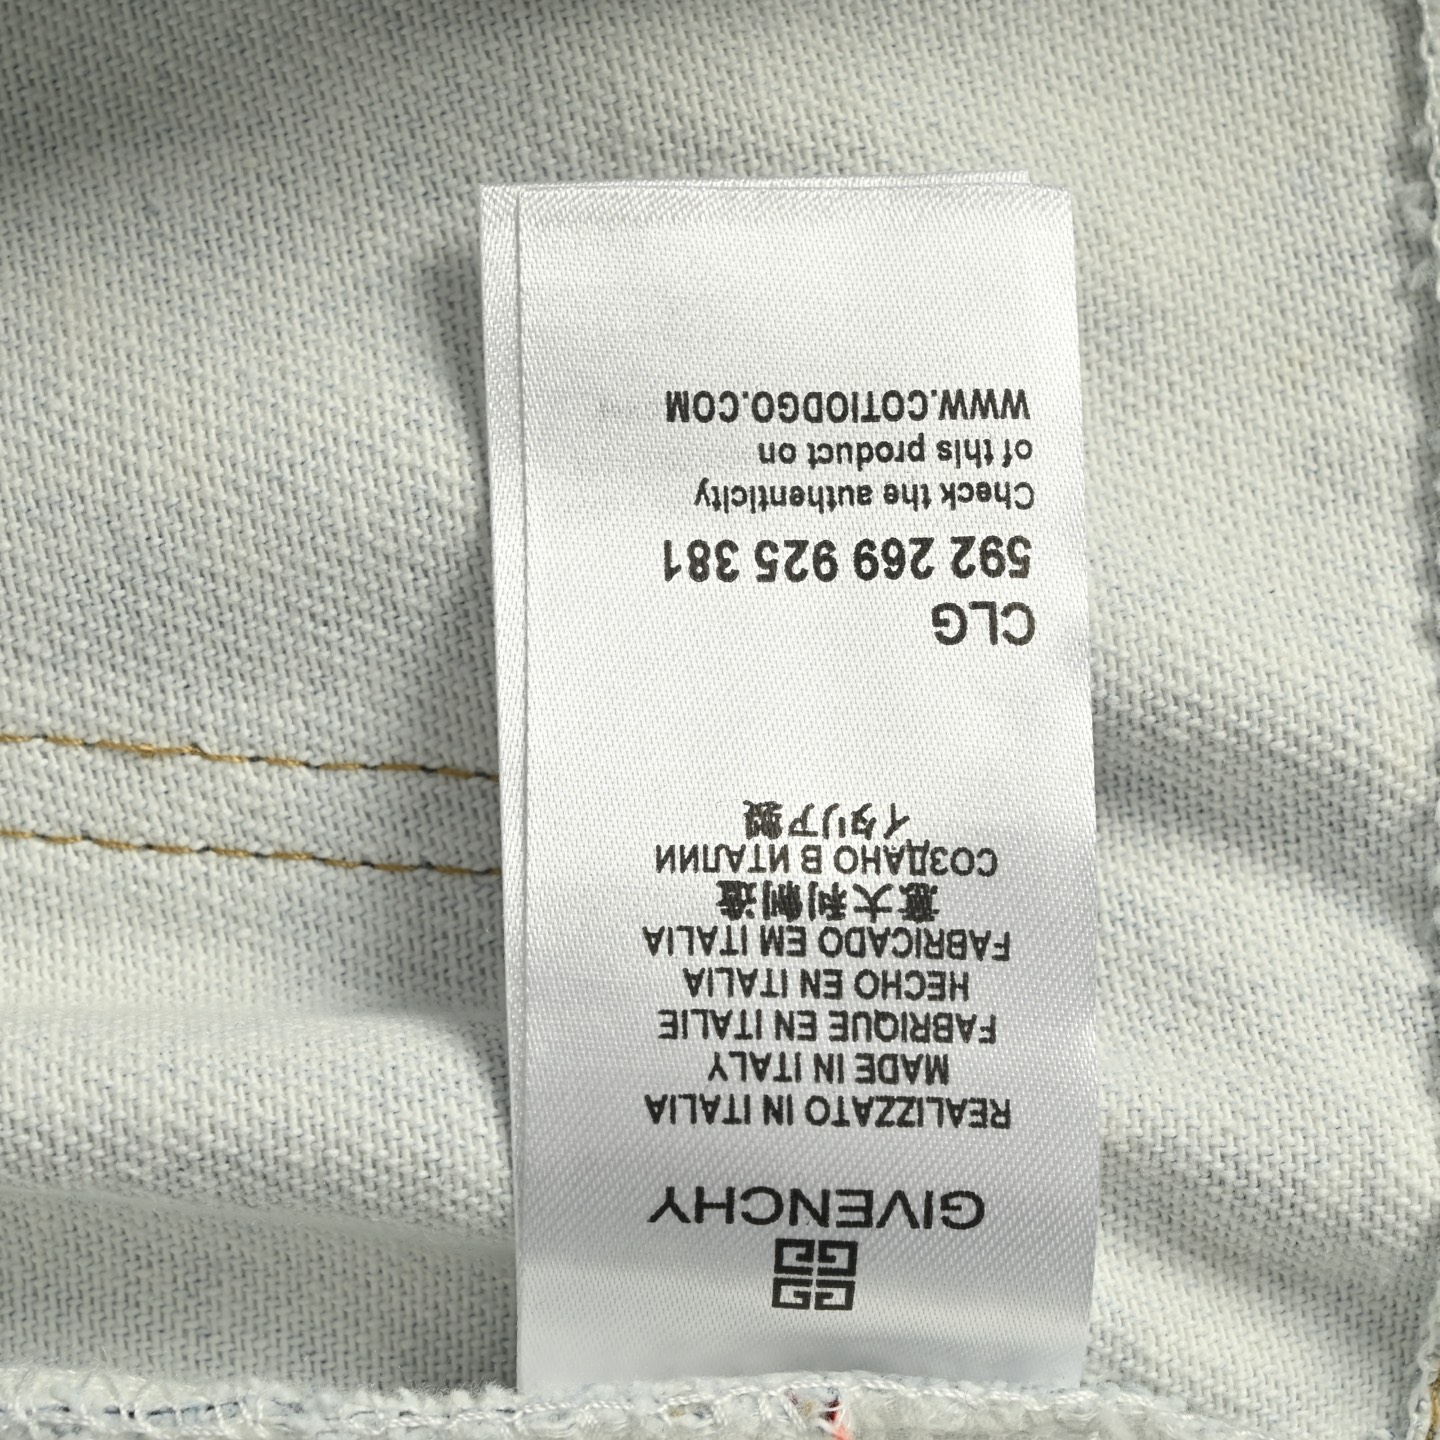 GIVENCHY
REALIZZATO IN ITALIA
MADE IN ITALY
FABRIQUE EN ITALIE
HECHO EN ITALIA
FABRICADO EM ITALIA
意大利制造
СОЗДАНО В ИТАЛИИ
イタリア製
CLG
592 269 925 381
Check the authenticity
of this product on
WWW.COTIODGO.COM